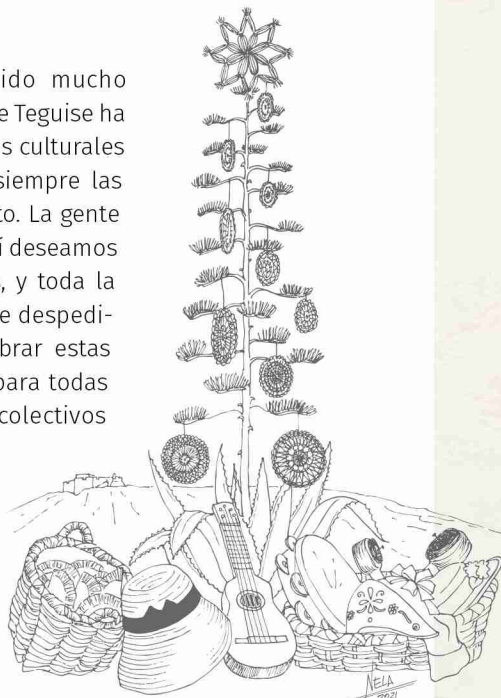 ido mucho
e Teguise ha
s culturales
siempre las
to. La gente
í deseamos
, y toda la
e despedi-
brar estas
para todas
colectivos
NELA
2021